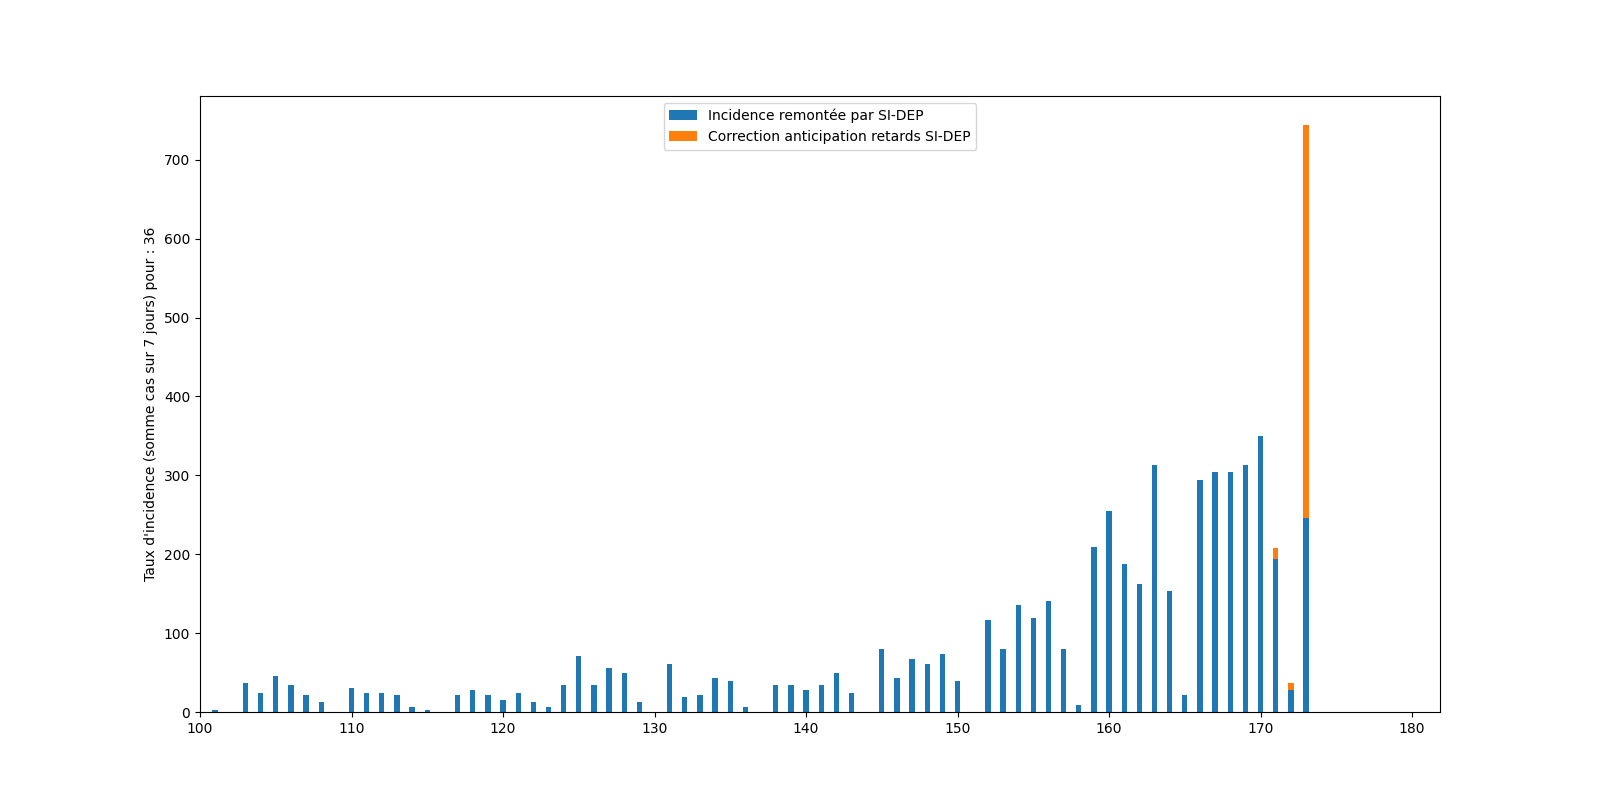 Incidence remontée par SI-DEP
Correction anticipation retards SI-DEP
Taux d'incidence (somme cas sur 7 jours) pour : 36
700
600
500
400
300
200
100
0
100 110 120 130 140 150 160 170 180